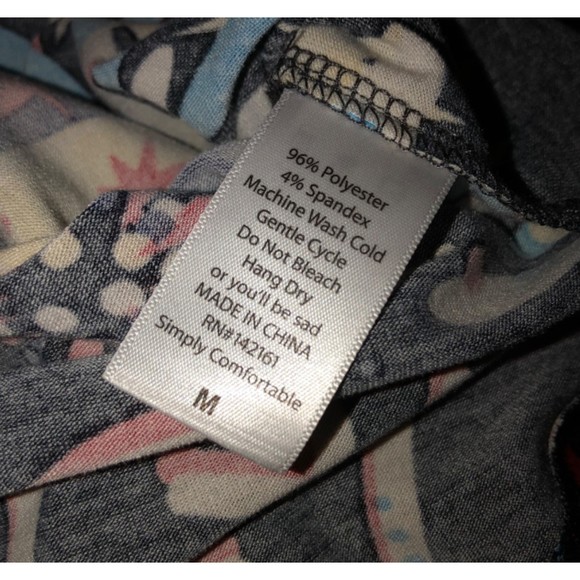 96% Polyester
4% Spandex
Machine Wash Cold
Gentle Cycle
Do Not Bleach
Hang Dry
or you'll be sad
MADE IN CHINA
RN#142161
Simply Comfortable
M